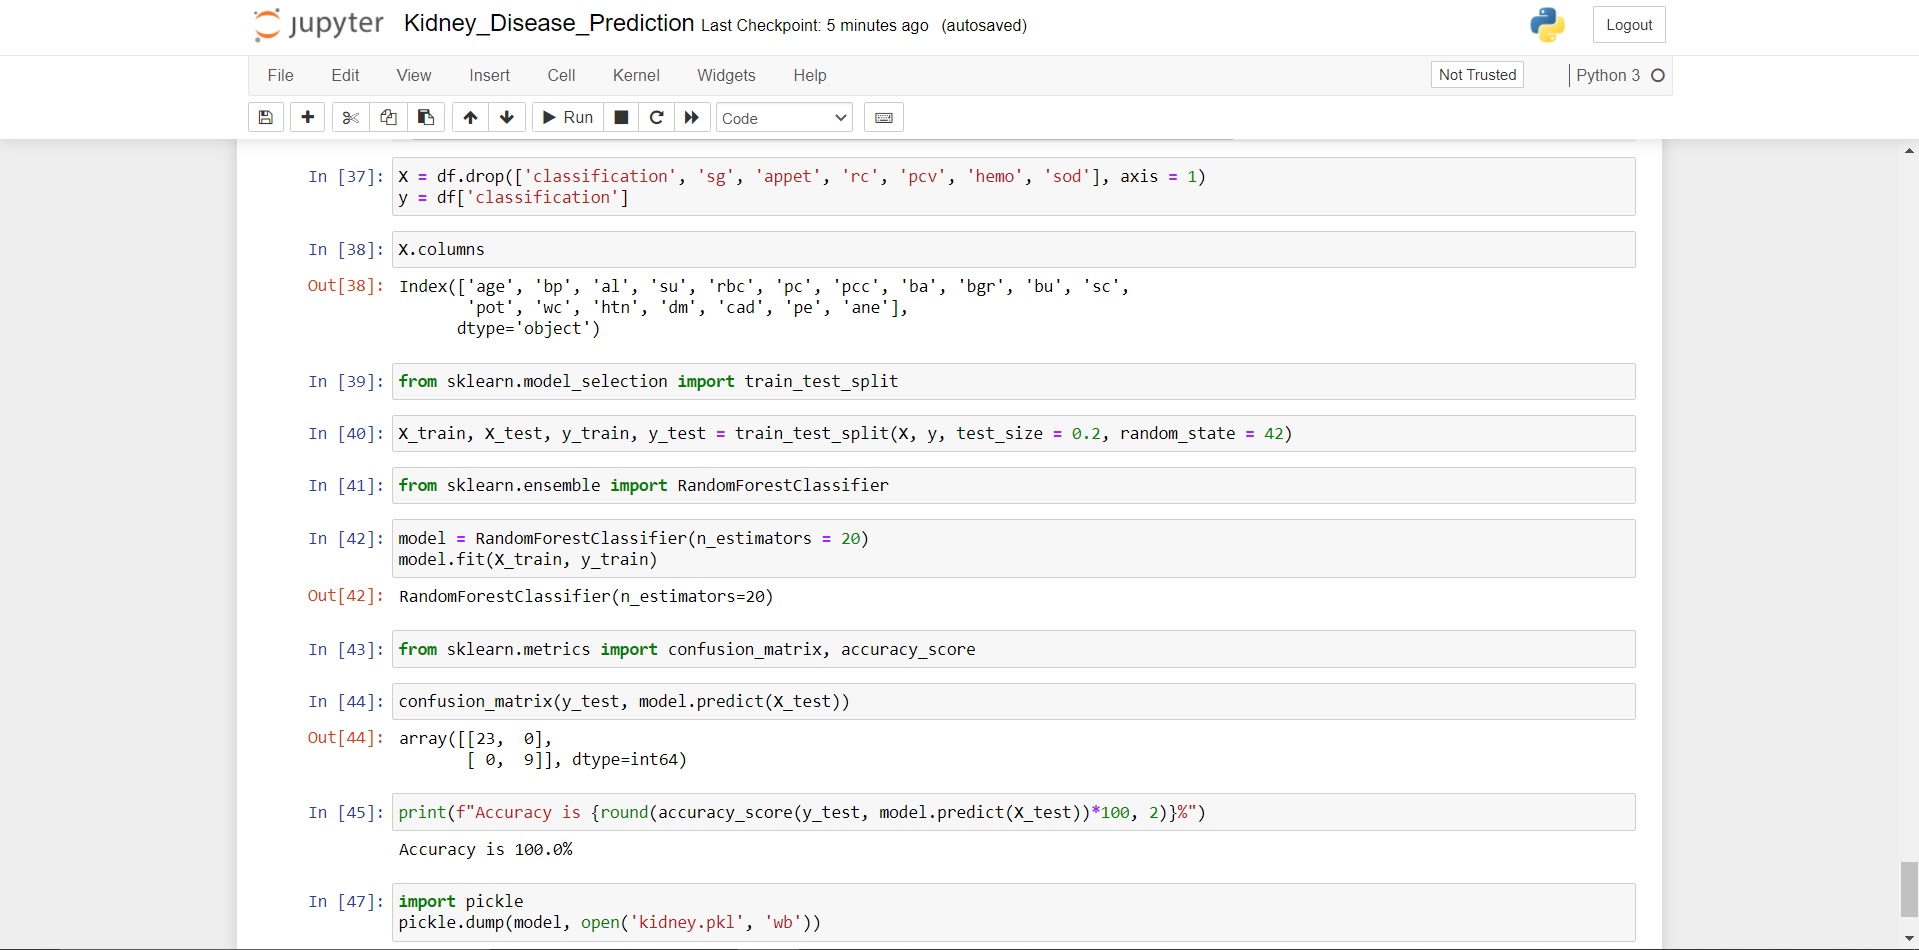 jupyter Kidney_Disease_Prediction Last Checkpoint: 5 minutes ago (autosaved) Logout
File Edit View Insert Cell Kernel Widgets Help Not Trusted Python 3
Run Code
In [37]: X = df.drop(['classification', 'sg', 'appet', 'rc', 'pcv', 'hemo', 'sod'], axis = 1)
y = df['classification']
In [38]: X.columns
Out[38]: Index(['age', 'bp', 'al', 'su', 'rbc', 'pc', 'pcc', 'ba', 'bgr', 'bu', 'sc',
'pot', 'wc', 'htn', 'dm', 'cad', 'pe', 'ane'],
dtype='object')
In [39]: from sklearn.model_selection import train_test_split
In [40]: X_train, X_test, y_train, y_test = train_test_split(X, y, test_size = 0.2, random_state = 42)
In [41]: from sklearn.ensemble import RandomForestClassifier
In [42]: model = RandomForestClassifier(n_estimators = 20)
model.fit(X_train, y_train)
Out[42]: RandomForestClassifier(n_estimators=20)
In [43]: from sklearn.metrics import confusion_matrix, accuracy_score
In [44]: confusion_matrix(y_test, model.predict(X_test))
Out[44]: array([[23, 0],
[ 0, 9]], dtype=int64)
In [45]: print(f"Accuracy is {round(accuracy_score(y_test, model.predict(X_test))*100, 2)}%")
Accuracy is 100.0%
In [47]: import pickle
pickle.dump(model, open('kidney.pkl', 'wb'))